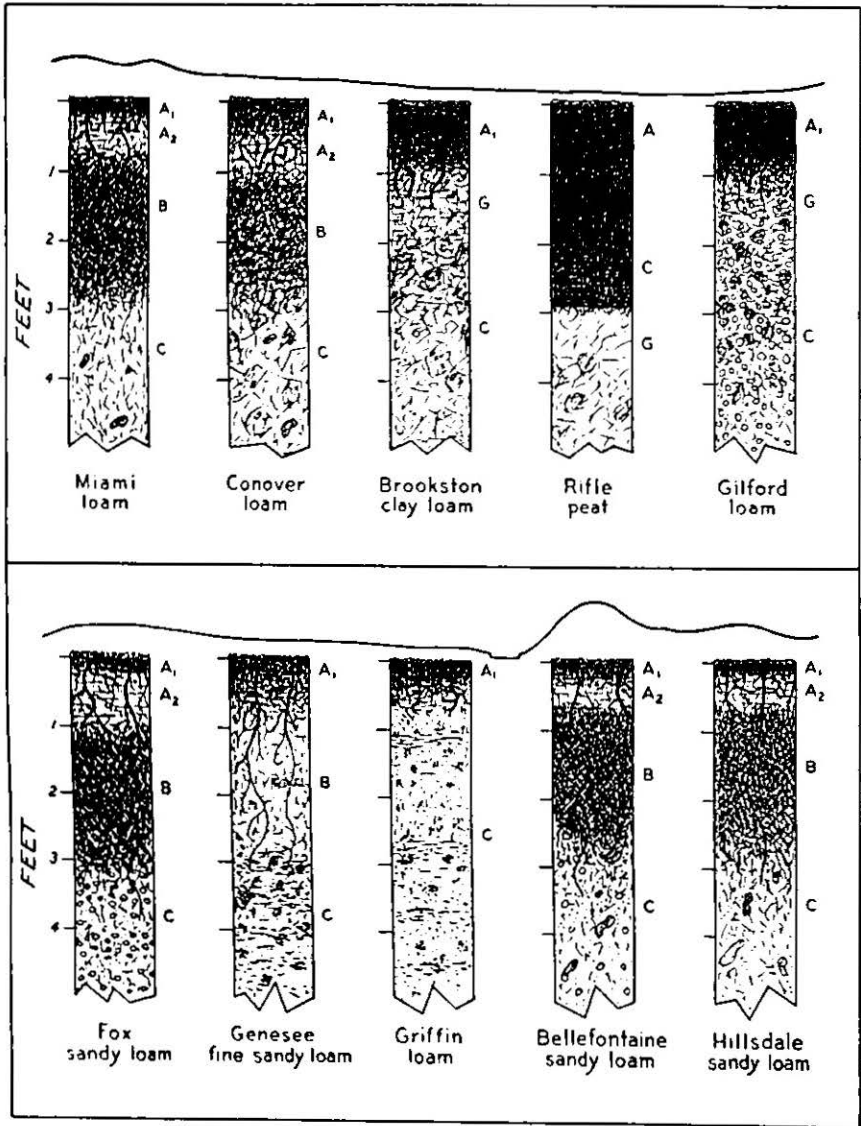 FEET
1
2
3
4
A₁
A₂
B
C
Miami
loam
A₁
A₂
B
C
Conover
loam
A₁
G
C
Brookston
clay loam
A
C
G
Rifle
peat
A₁
G
C
Gilford
loam
FEET
1
2
3
4
A₁
A₂
B
C
Fox
sandy loam
B
C
Genesee
fine sandy loam
A₁
C
Griffin
loam
A₁
A₂
B
C
Bellefontaine
sandy loam
A₁
A₂
B
C
Hillsdale
sandy loam